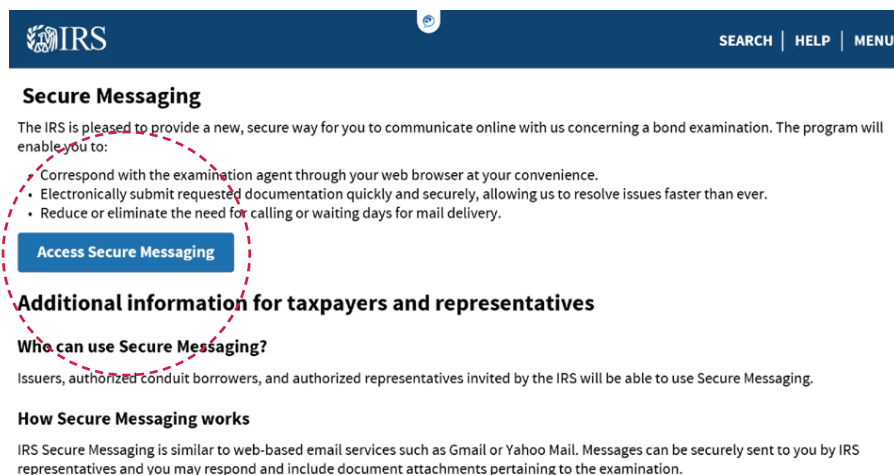 IRS
SEARCH | HELP | MENU
Secure Messaging
The IRS is pleased to provide a new, secure way for you to communicate online with us concerning a bond examination. The program will
enable you to:
• Correspond with the examination agent through your web browser at your convenience.
• Electronically submit requested documentation quickly and securely, allowing us to resolve issues faster than ever.
• Reduce or eliminate the need for calling or waiting days for mail delivery.
Access Secure Messaging
Additional information for taxpayers and representatives
Who can use Secure Messaging?
Issuers, authorized conduit borrowers, and authorized representatives invited by the IRS will be able to use Secure Messaging.
How Secure Messaging works
IRS Secure Messaging is similar to web-based email services such as Gmail or Yahoo Mail. Messages can be securely sent to you by IRS
representatives and you may respond and include document attachments pertaining to the examination.